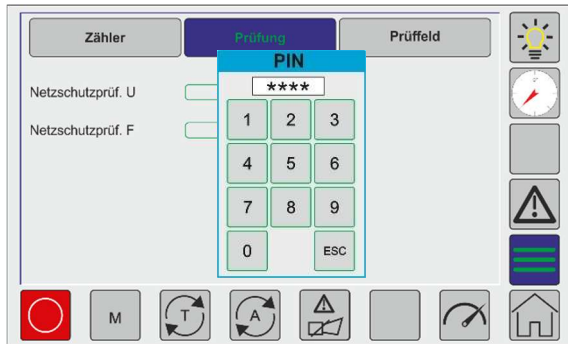 Zähler
Prüfung
Prüffeld
PIN
****
Netzschutzprüf. U
Netzschutzprüf. F
1 2 3
4 5 6
7 8 9
0 ESC
M
T
A